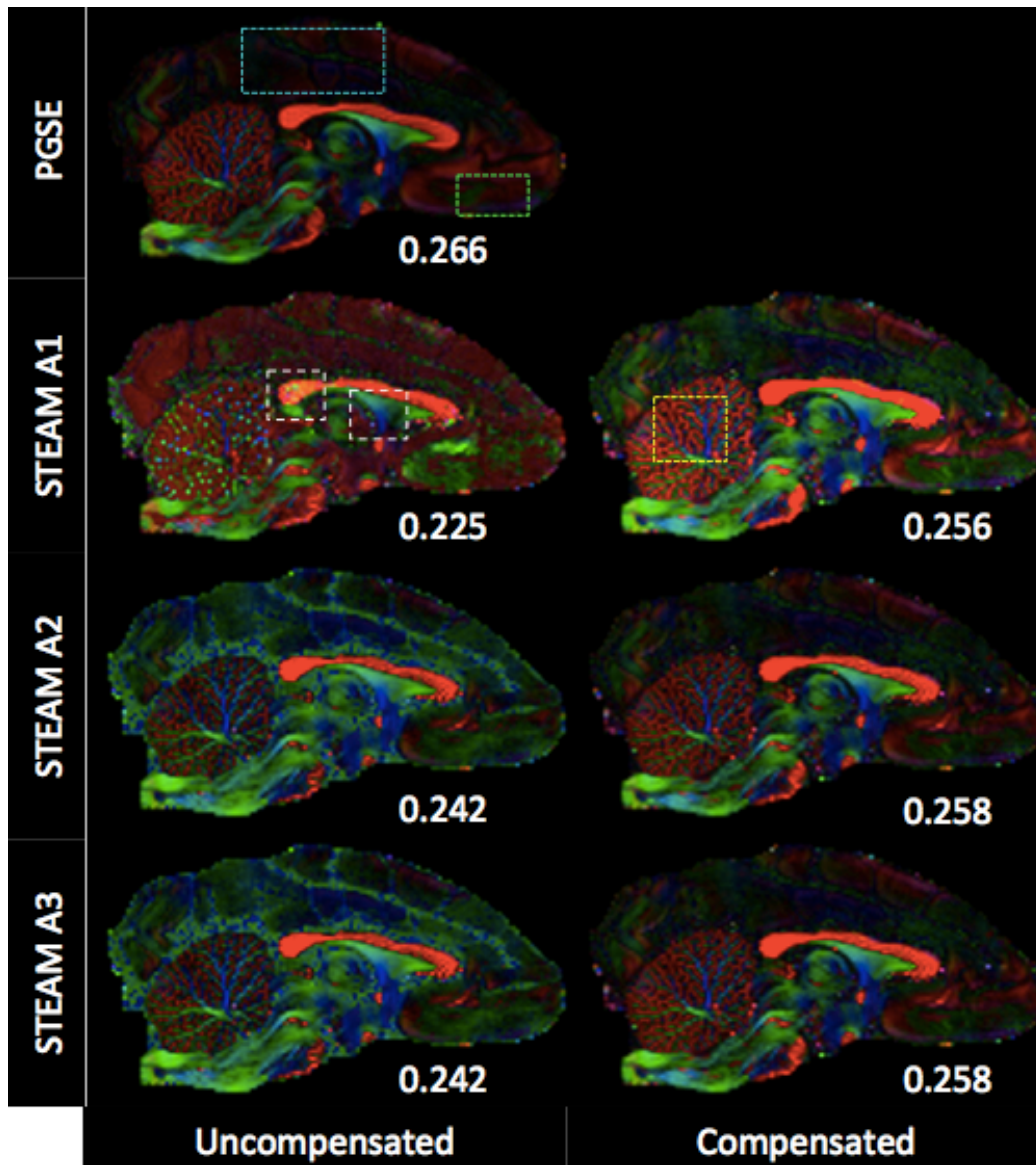 PGSE
0.266
STEAM A1
0.225
0.256
STEAM A2
0.242
0.258
STEAM A3
0.242
0.258
Uncompensated
Compensated